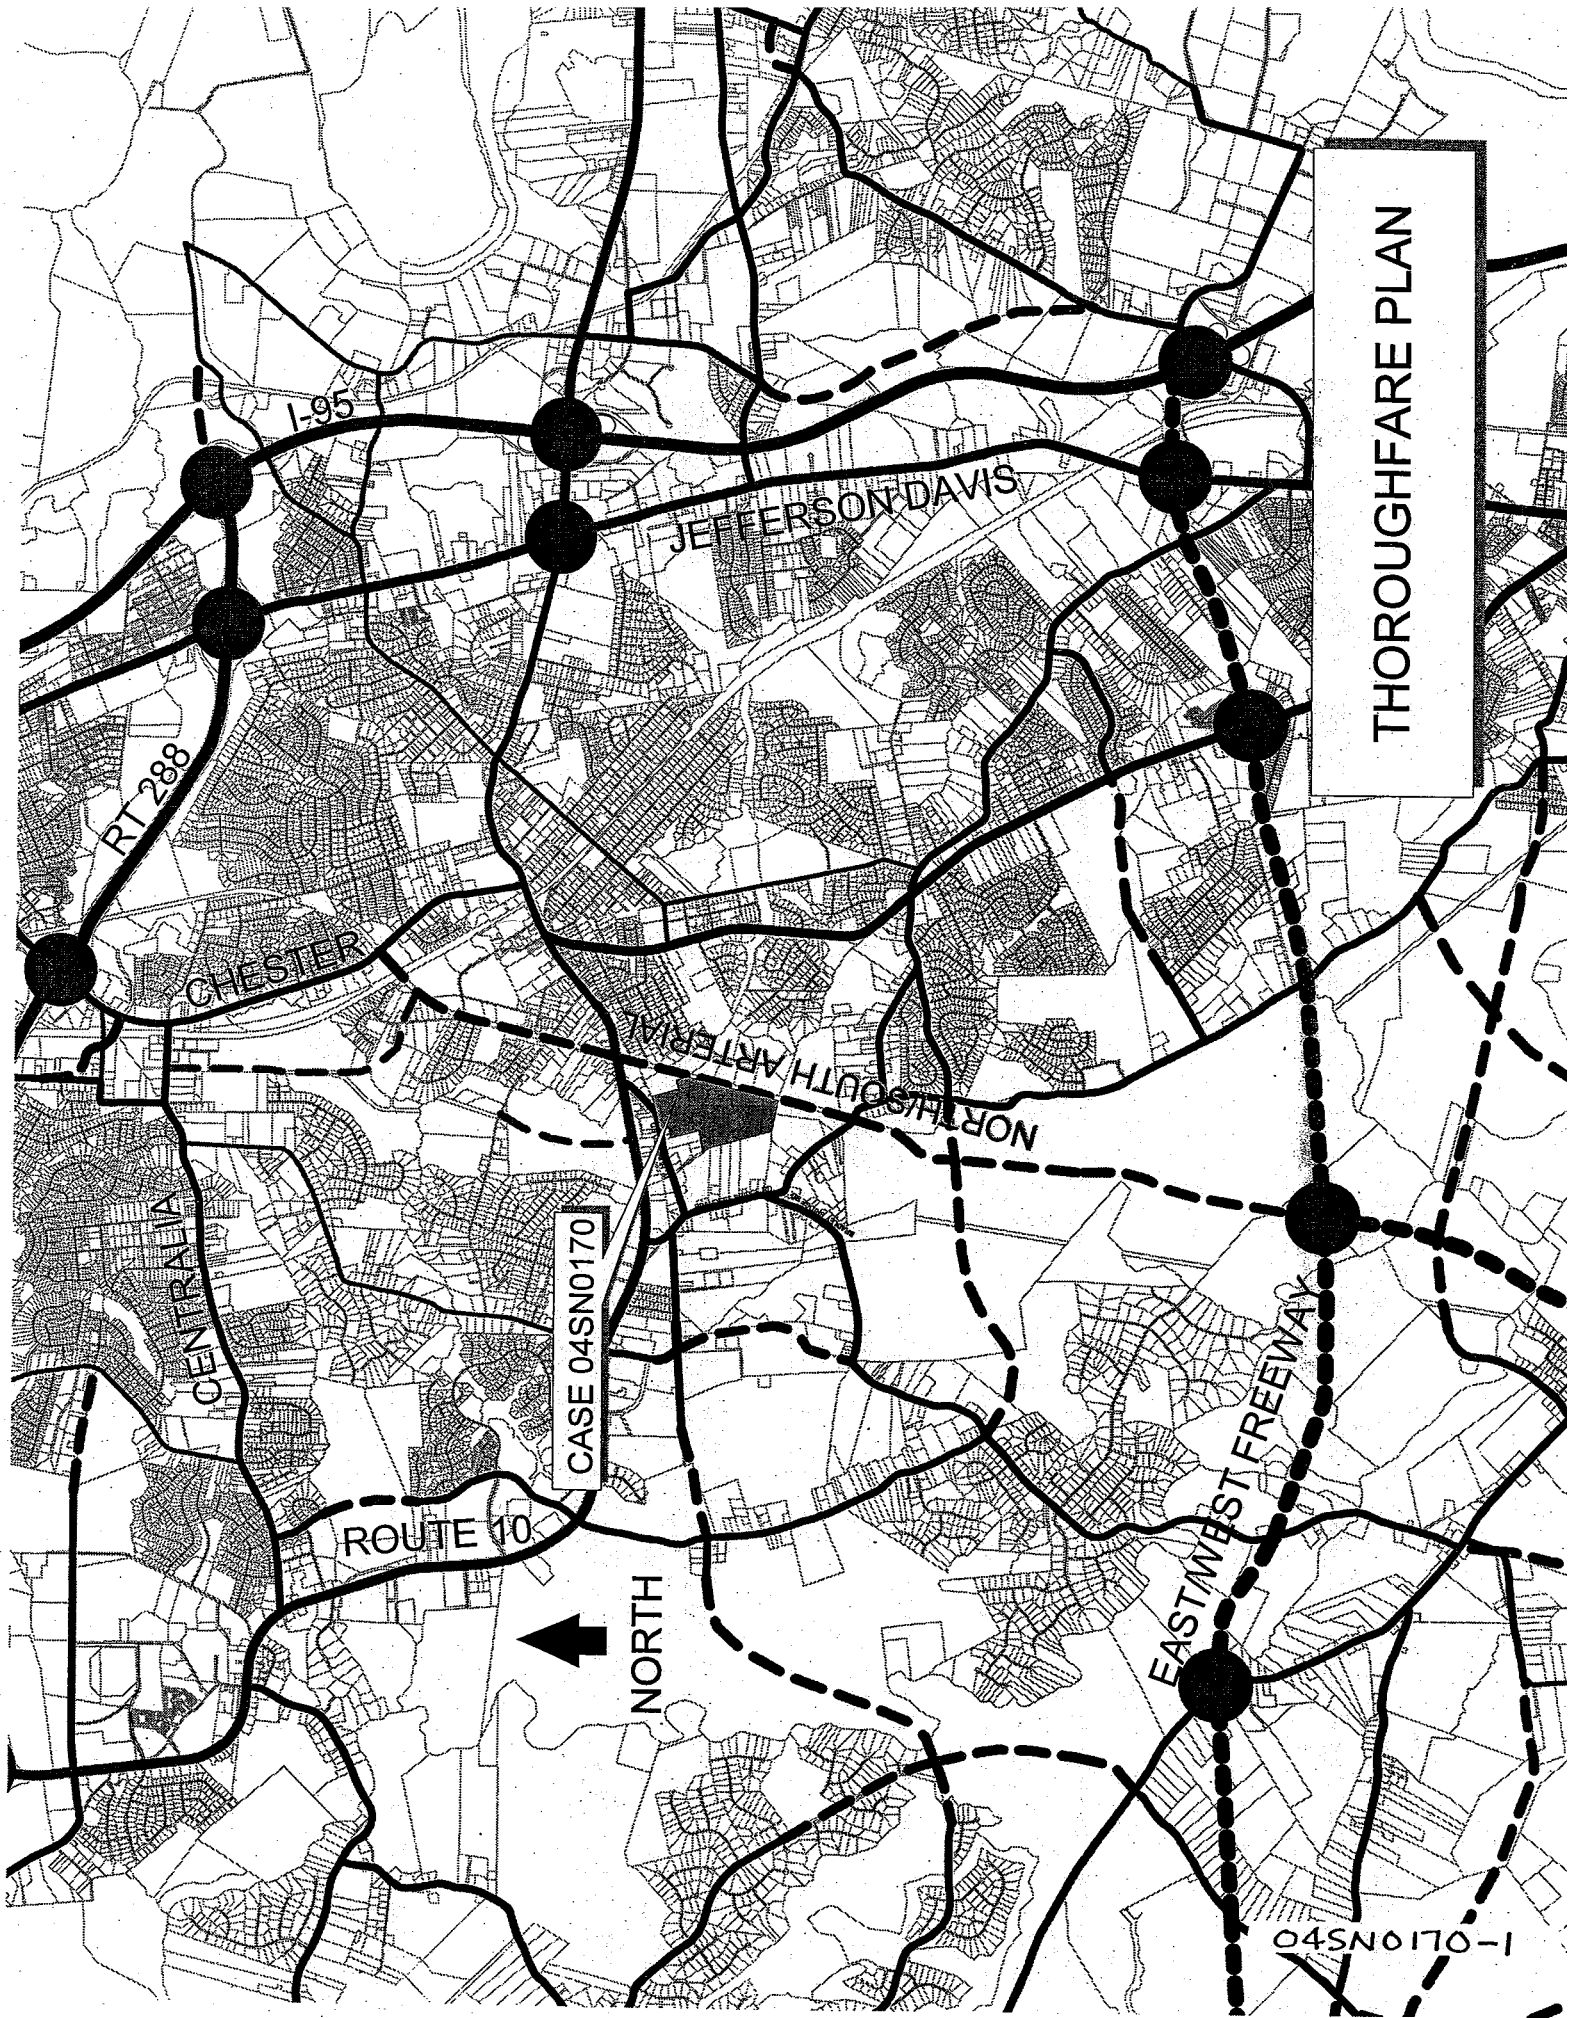 I-95
JEFFERSON DAVIS
RT 288
CHESTER
NORTH/SOUTH ARTERIAL
CENTRALIA
CASE 04SN0170
ROUTE 10
EAST/WEST FREEWAY
NORTH
THOROUGHFARE PLAN
04SN0170-1